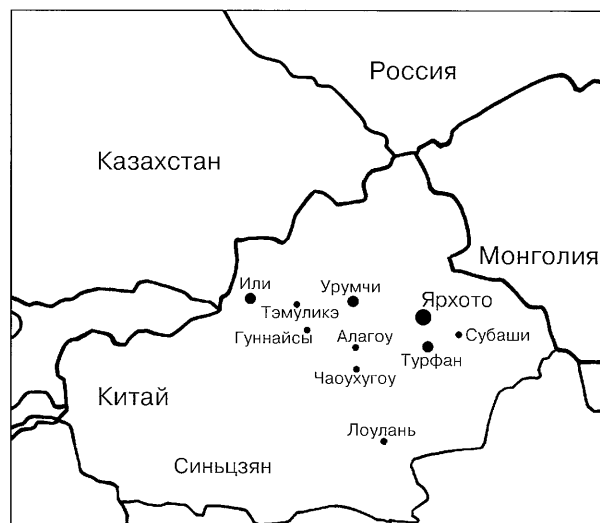 Россия
Казахстан
Монголия
Или
Урумчи
Тэмуликэ
Ярхото
Гуннайсы
Алагоу
Субаши
Турфан
Чаоухугоу
Китай
Лоулань
Синьцзян